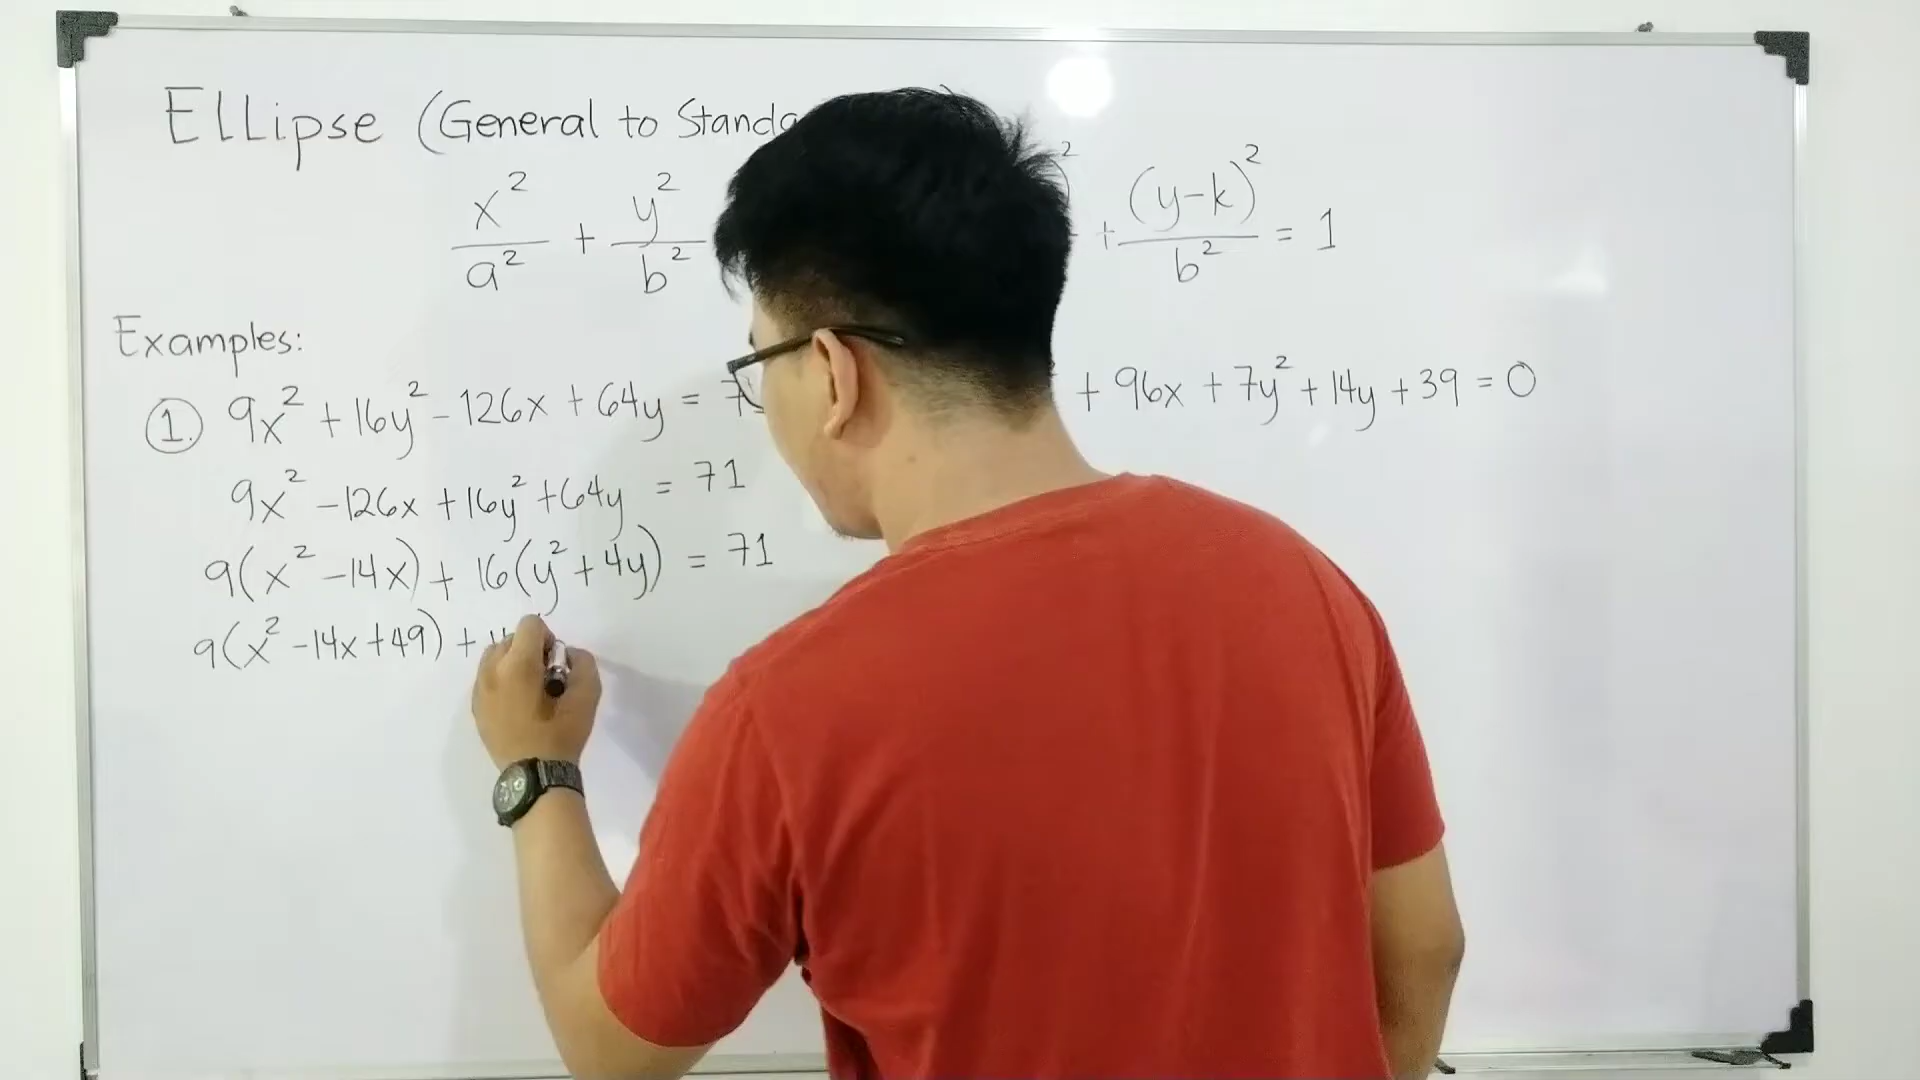 Ellipse (General to Standa
x² / a² + y² / b²
² + (y-k)² / b² = 1
Examples:
1. 9x² + 16y² - 126x + 64y = 7
+ 96x + 7y² + 14y + 39 = 0
9x² - 126x + 16y² + 64y = 71
9(x² - 14x) + 16(y² + 4y) = 71
9(x² - 14x + 49) +